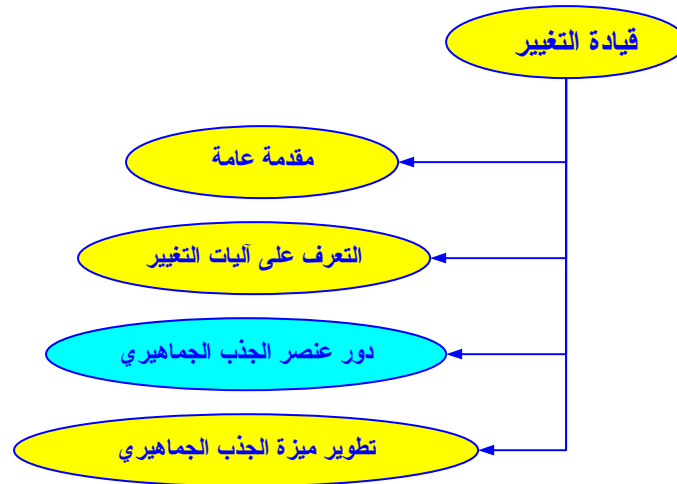 قيادة التغيير
مقدمة عامة
التعرف على آليات التغيير
دور عنصر الجذب الجماهيري
تطوير ميزة الجذب الجماهيري